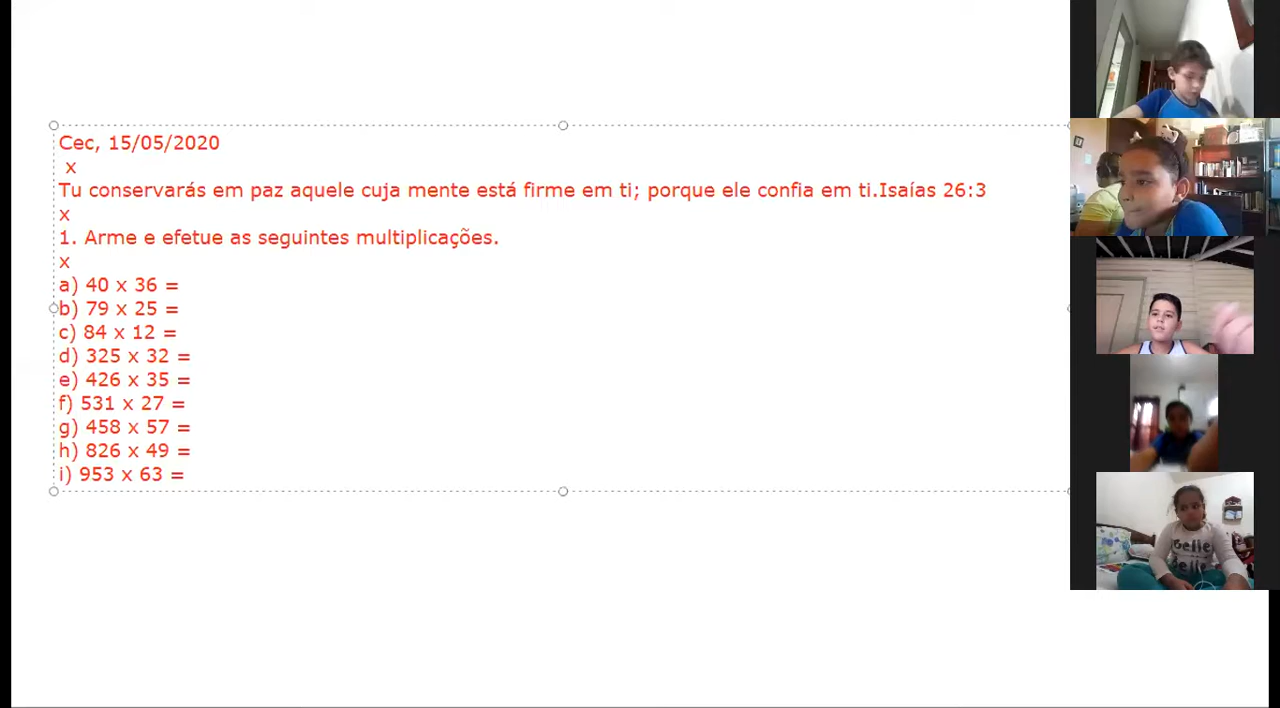 Cec, 15/05/2020
x
Tu conservarás em paz aquele cuja mente está firme em ti; porque ele confia em ti.Isaías 26:3
x
1. Arme e efetue as seguintes multiplicações.
x
a) 40 x 36 =
b) 79 x 25 =
c) 84 x 12 =
d) 325 x 32 =
e) 426 x 35 =
f) 531 x 27 =
g) 458 x 57 =
h) 826 x 49 =
i) 953 x 63 =
Belle
Belle